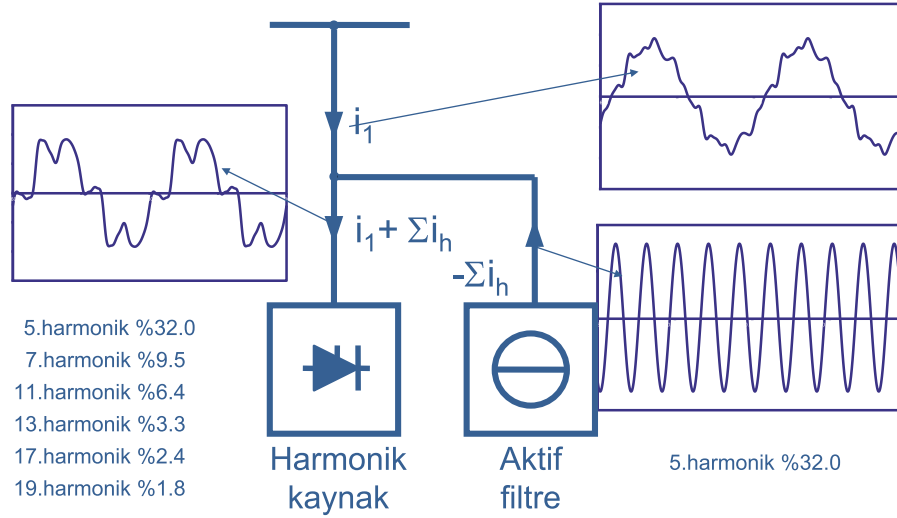 i1
i1+ Σih
-Σih
5.harmonik %32.0
7.harmonik %9.5
11.harmonik %6.4
13.harmonik %3.3
17.harmonik %2.4
19.harmonik %1.8
Harmonik
kaynak
Aktif
filtre
5.harmonik %32.0